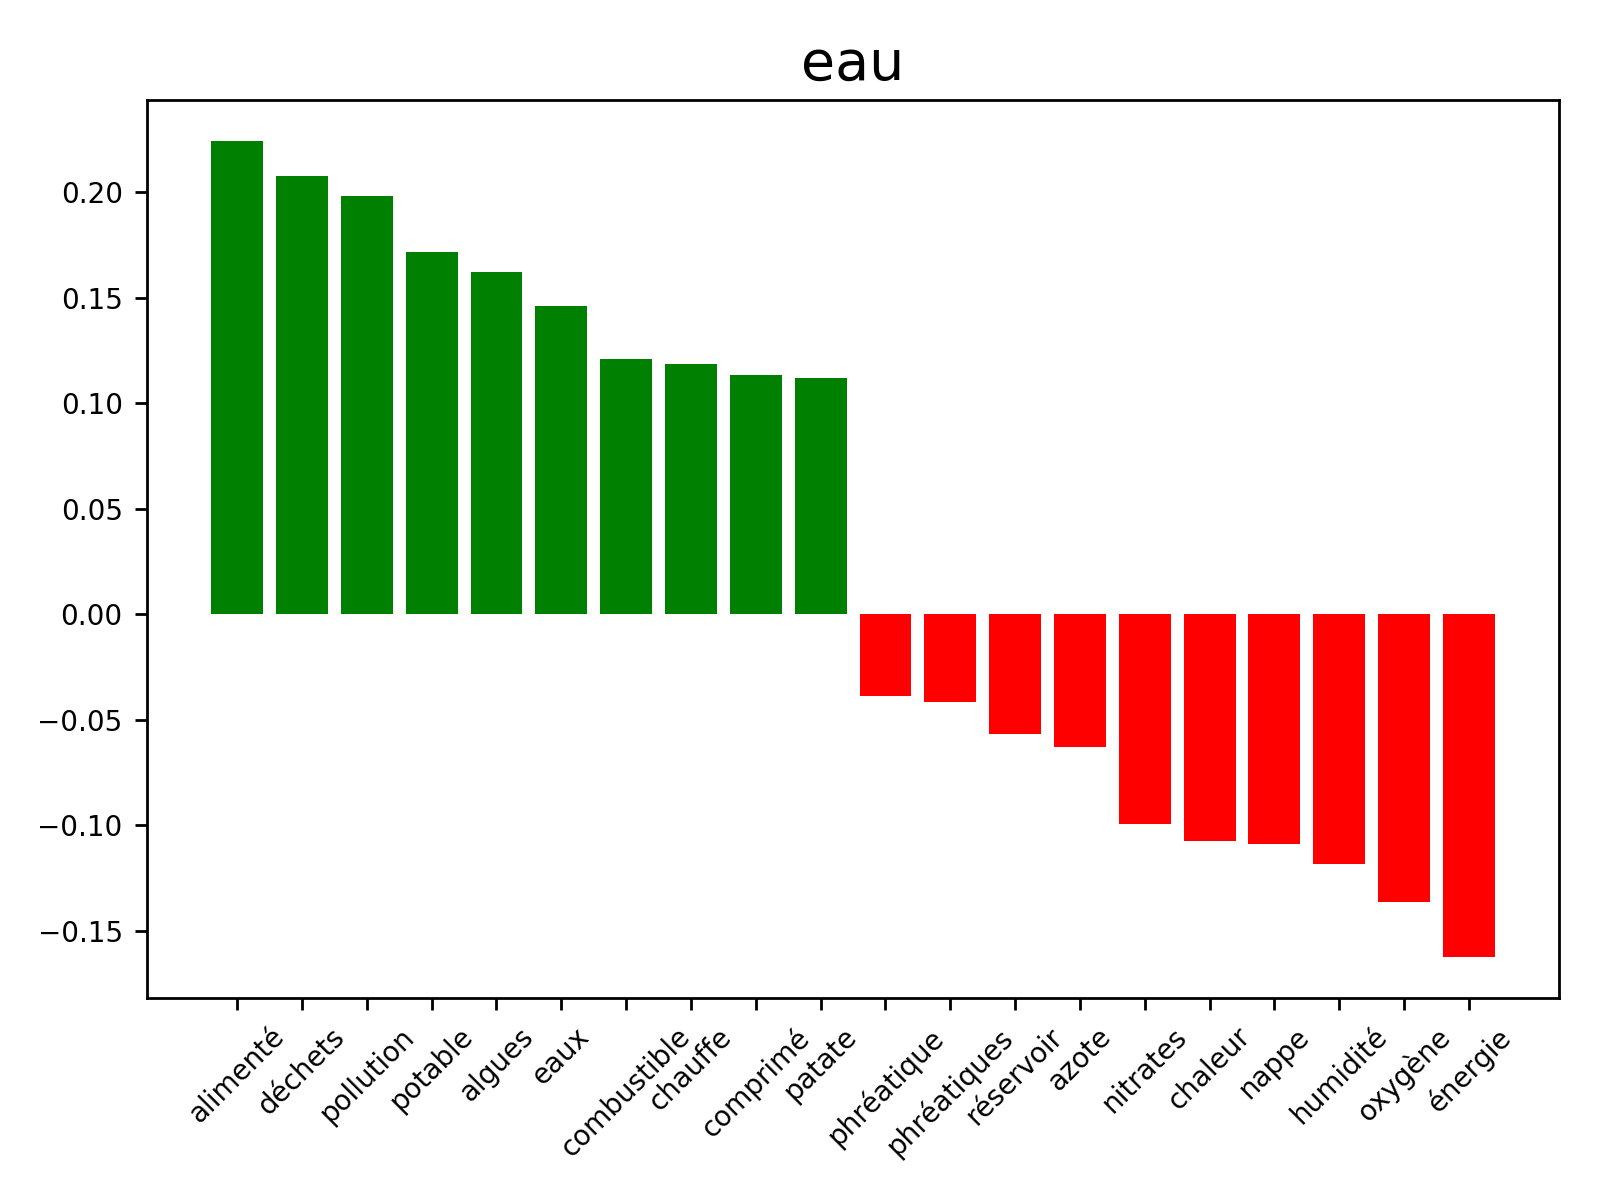 eau
0.20
0.15
0.10
0.05
0.00
−0.05
−0.10
−0.15
alimenté
déchets
pollution
potable
algues
eaux
combustible
chauffe
comprimé
patate
phréatique
phréatiques
réservoir
azote
nitrates
chaleur
nappe
humidité
oxygène
énergie